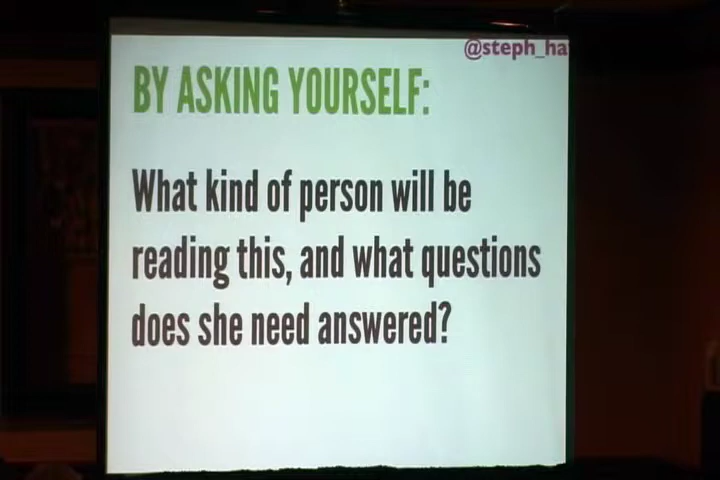 @steph_ha
BY ASKING YOURSELF:
What kind of person will be
reading this, and what questions
does she need answered?